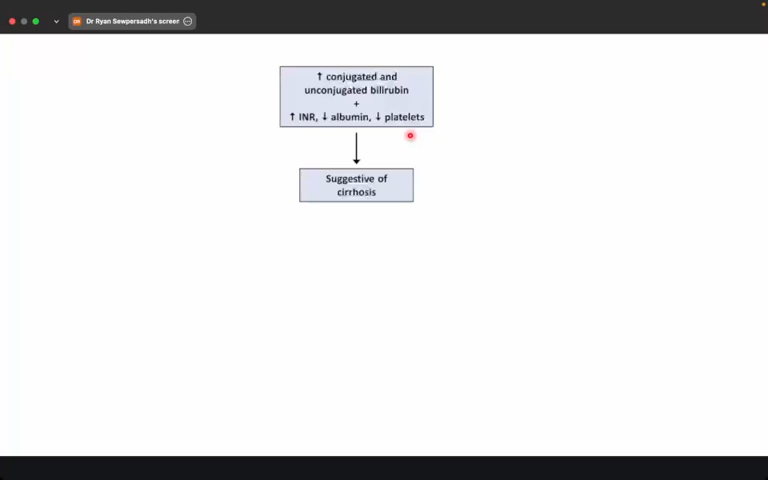 DR Dr Ryan Sewpersadh's screen
↑ conjugated and
unconjugated bilirubin
+
↑ INR, ↓ albumin, ↓ platelets
Suggestive of
cirrhosis